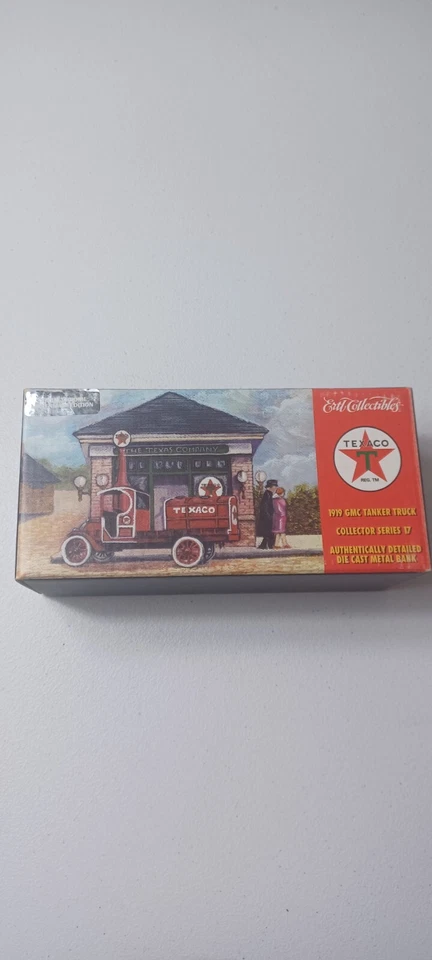 EDITION
Ertl Collectibles
TEXACO
T
REG. TM
THE TEXAS COMPANY
TEXACO
1919 GMC TANKER TRUCK
COLLECTOR SERIES 17
AUTHENTICALLY DETAILED
DIE CAST METAL BANK